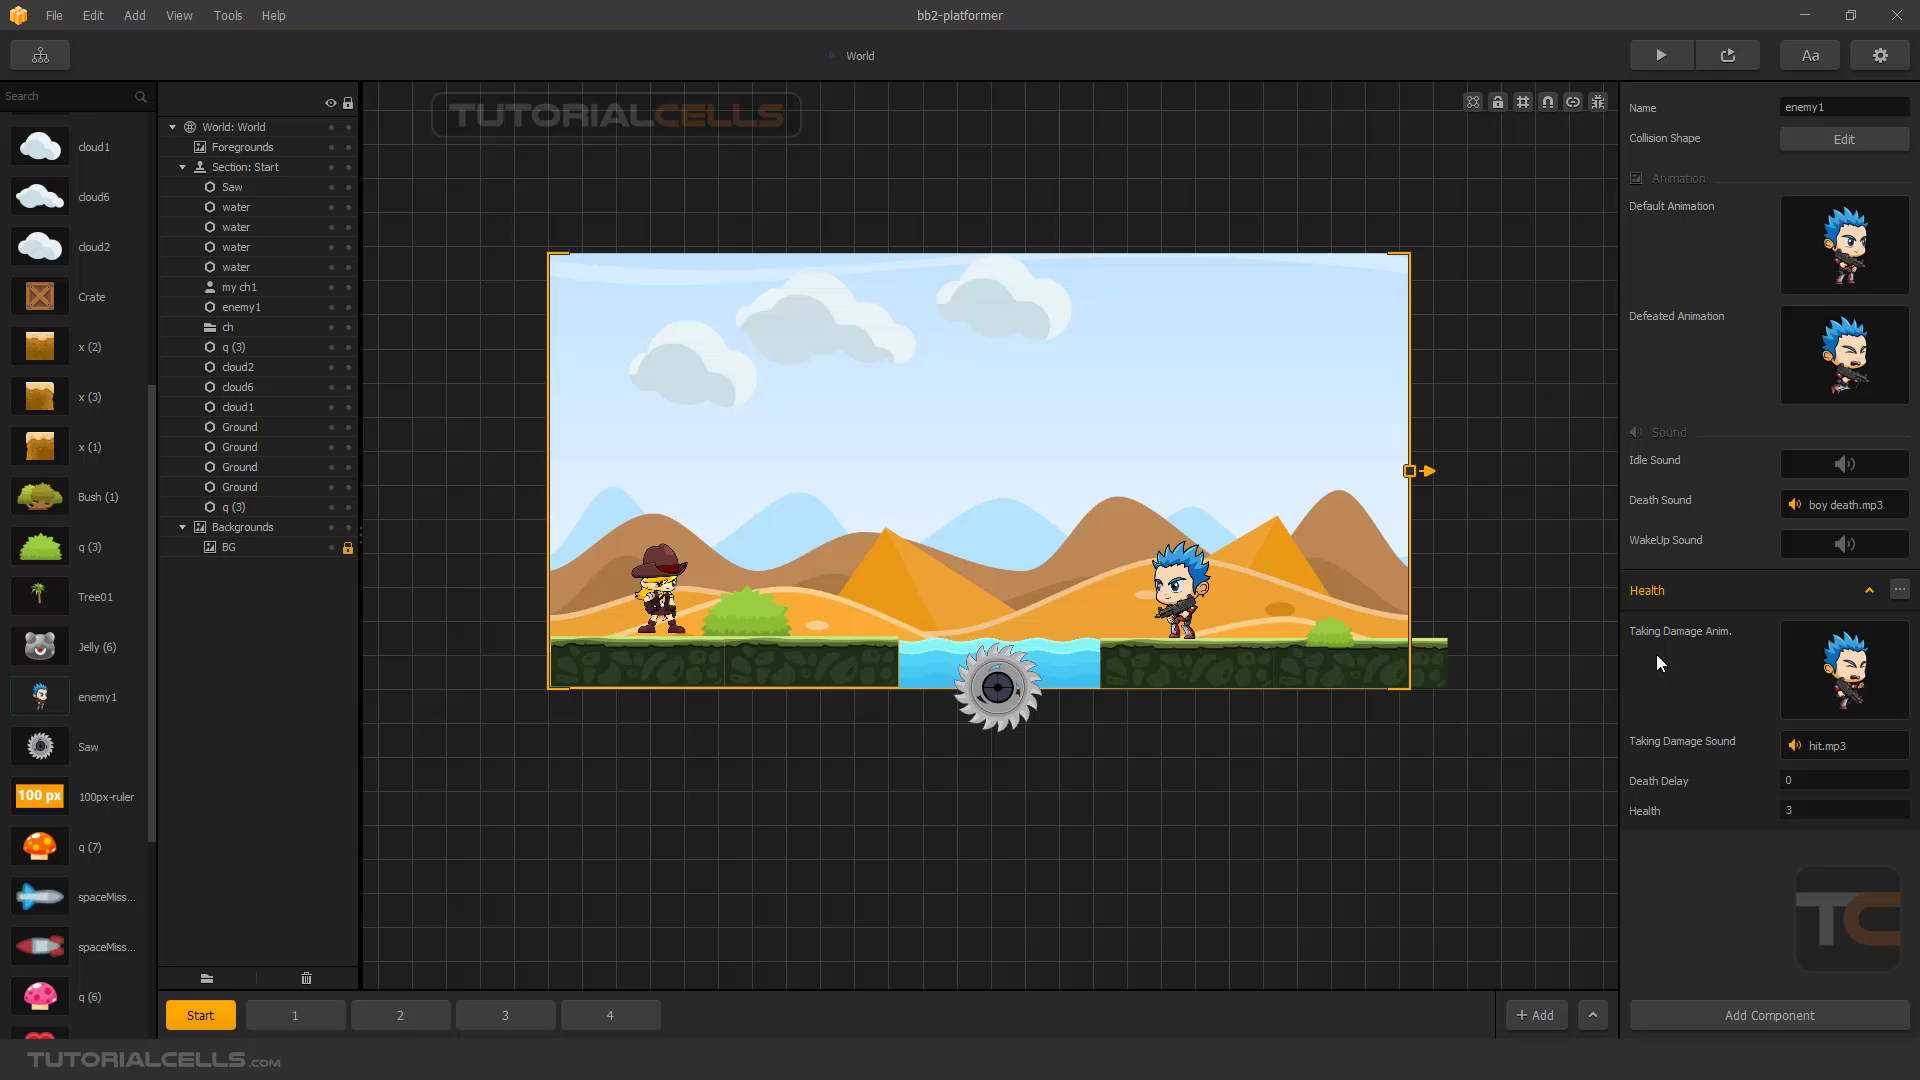 File Edit Add View Tools Help
bb2-platformer
World
Aa
Search
cloud1
cloud6
cloud2
Crate
x (2)
x (3)
x (1)
Bush (1)
q (3)
Tree01
Jelly (6)
enemy1
Saw
100 px
100px-ruler
q (7)
spaceMiss...
spaceMiss...
q (6)
World: World
Foregrounds
Section: Start
Saw
water
water
water
water
my ch1
enemy1
ch
q (3)
cloud2
cloud6
cloud1
Ground
Ground
Ground
Ground
q (3)
Backgrounds
BG
TUTORIALCELLS
Name
enemy1
Collision Shape
Edit
Animation
Default Animation
Defeated Animation
Sound
Idle Sound
Death Sound
boy death.mp3
WakeUp Sound
Health
Taking Damage Anim.
Taking Damage Sound
hit.mp3
Death Delay
0
Health
3
TC
Start 1 2 3 4
+ Add
Add Component
TUTORIALCELLS.COM